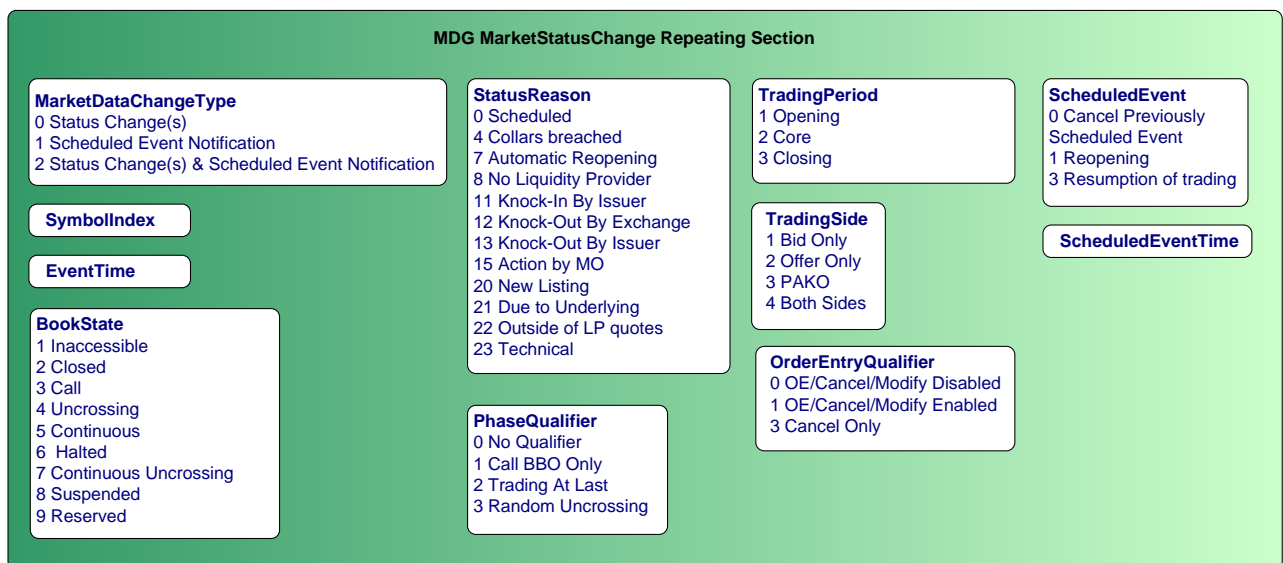 MDG MarketStatusChange Repeating Section
MarketDataChangeType
0 Status Change(s)
1 Scheduled Event Notification
2 Status Change(s) & Scheduled Event Notification
SymbolIndex
EventTime
BookState
1 Inaccessible
2 Closed
3 Call
4 Uncrossing
5 Continuous
6 Halted
7 Continuous Uncrossing
8 Suspended
9 Reserved
StatusReason
0 Scheduled
4 Collars breached
7 Automatic Reopening
8 No Liquidity Provider
11 Knock-In By Issuer
12 Knock-Out By Exchange
13 Knock-Out By Issuer
15 Action by MO
20 New Listing
21 Due to Underlying
22 Outside of LP quotes
23 Technical
PhaseQualifier
0 No Qualifier
1 Call BBO Only
2 Trading At Last
3 Random Uncrossing
TradingPeriod
1 Opening
2 Core
3 Closing
TradingSide
1 Bid Only
2 Offer Only
3 PAKO
4 Both Sides
OrderEntryQualifier
0 OE/Cancel/Modify Disabled
1 OE/Cancel/Modify Enabled
3 Cancel Only
ScheduledEvent
0 Cancel Previously
Scheduled Event
1 Reopening
3 Resumption of trading
ScheduledEventTime